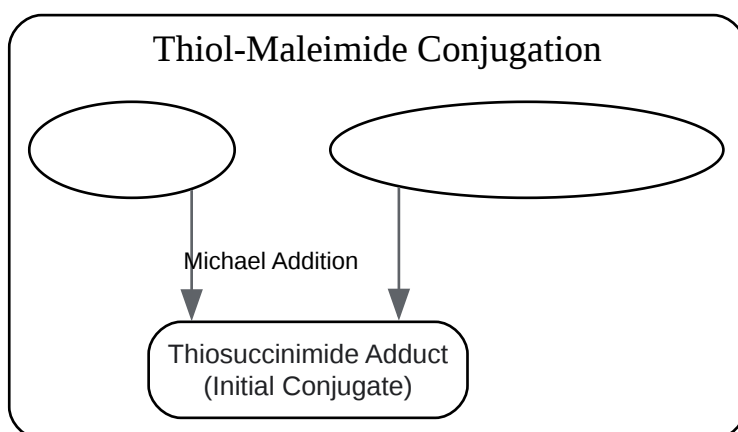 Thiol-Maleimide Conjugation
Michael Addition
Thiosuccinimide Adduct
(Initial Conjugate)